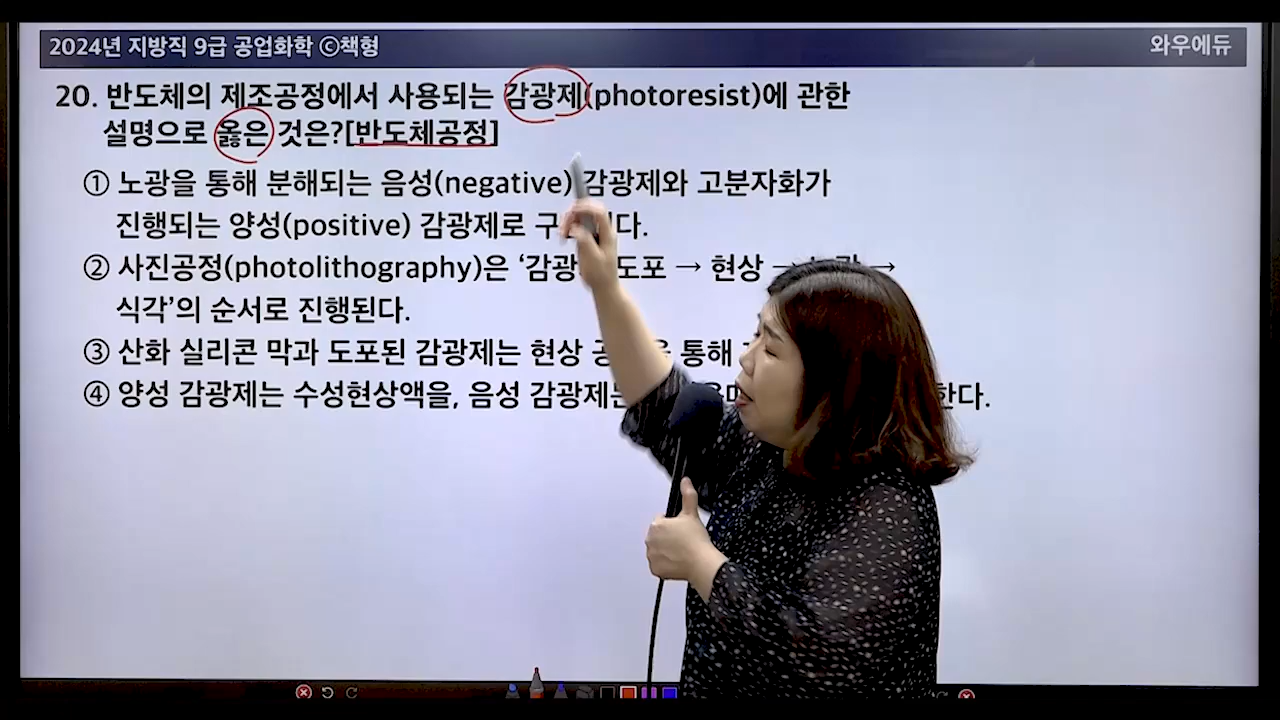 2024년 지방직 9급 공업화학 ⓒ책형
와우에듀
20. 반도체의 제조공정에서 사용되는 감광제(photoresist)에 관한
설명으로 옳은 것은?[반도체공정]
① 노광을 통해 분해되는 음성(negative) 감광제와 고분자화가
진행되는 양성(positive) 감광제로
② 사진공정(photolithography)은 ‘감광 도포 → 현상 → →
식각’의 순서로 진행된다.
③ 산화 실리콘 막과 도포된 감광제는 현상 통해
④ 양성 감광제는 수성현상액을, 음성